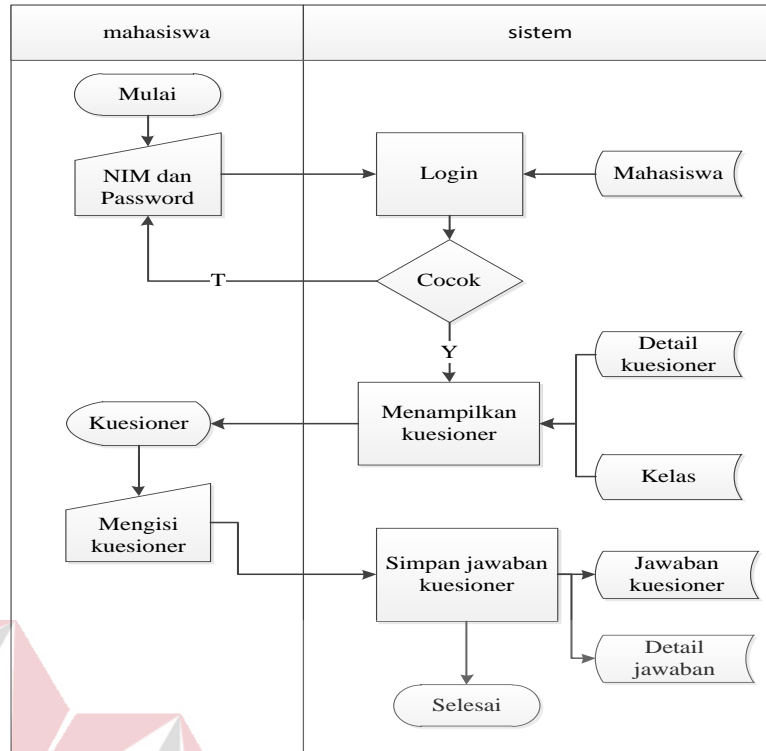 mahasiswa
sistem
Mulai
NIM dan
Password
Login
Mahasiswa
T
Cocok
Y
Detail
kuesioner
Kuesioner
Menampilkan
kuesioner
Kelas
Mengisi
kuesioner
Simpan jawaban
kuesioner
Jawaban
kuesioner
Detail
jawaban
Selesai